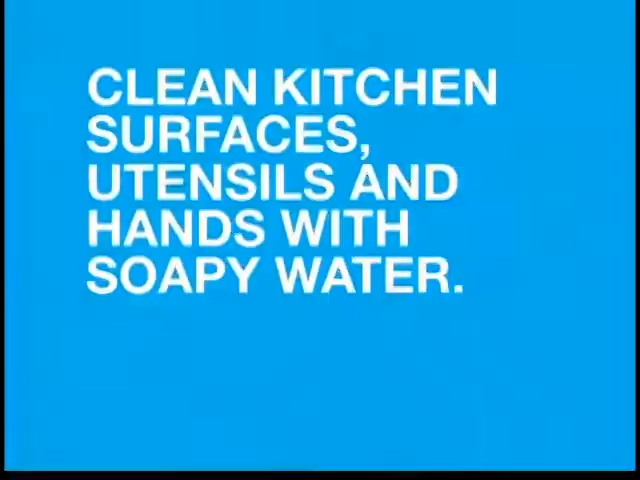 CLEAN KITCHEN
SURFACES,
UTENSILS AND
HANDS WITH
SOAPY WATER.